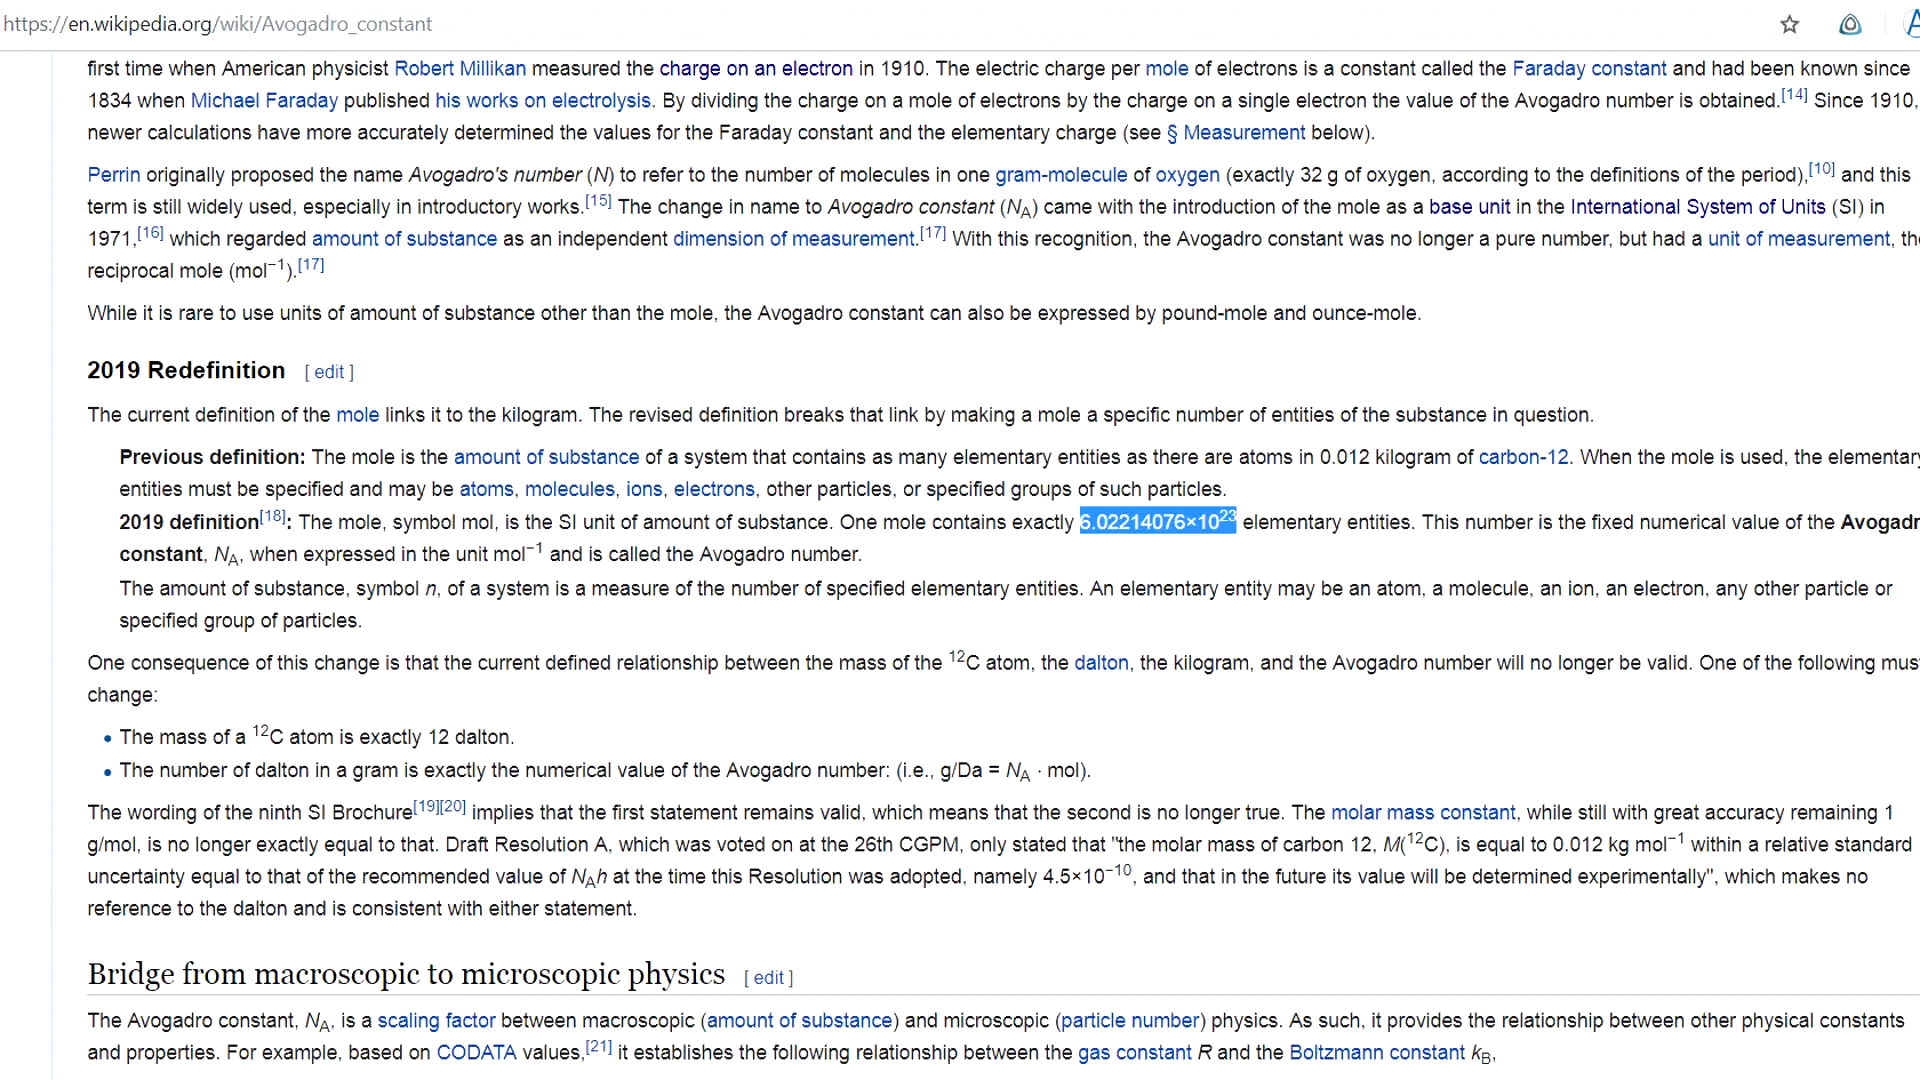 https://en.wikipedia.org/wiki/Avogadro_constant
first time when American physicist Robert Millikan measured the charge on an electron in 1910. The electric charge per mole of electrons is a constant called the Faraday constant and had been known since
1834 when Michael Faraday published his works on electrolysis. By dividing the charge on a mole of electrons by the charge on a single electron the value of the Avogadro number is obtained.[14] Since 1910,
newer calculations have more accurately determined the values for the Faraday constant and the elementary charge (see § Measurement below).
Perrin originally proposed the name Avogadro's number (N) to refer to the number of molecules in one gram-molecule of oxygen (exactly 32 g of oxygen, according to the definitions of the period),[10] and this
term is still widely used, especially in introductory works.[15] The change in name to Avogadro constant (NA) came with the introduction of the mole as a base unit in the International System of Units (SI) in
1971,[16] which regarded amount of substance as an independent dimension of measurement.[17] With this recognition, the Avogadro constant was no longer a pure number, but had a unit of measurement, the
reciprocal mole (mol−1).[17]
While it is rare to use units of amount of substance other than the mole, the Avogadro constant can also be expressed by pound-mole and ounce-mole.
2019 Redefinition [ edit ]
The current definition of the mole links it to the kilogram. The revised definition breaks that link by making a mole a specific number of entities of the substance in question.
Previous definition: The mole is the amount of substance of a system that contains as many elementary entities as there are atoms in 0.012 kilogram of carbon-12. When the mole is used, the elementary
entities must be specified and may be atoms, molecules, ions, electrons, other particles, or specified groups of such particles.
2019 definition[18]: The mole, symbol mol, is the SI unit of amount of substance. One mole contains exactly 6.02214076×10²³ elementary entities. This number is the fixed numerical value of the Avogadr
constant, NA, when expressed in the unit mol−1 and is called the Avogadro number.
The amount of substance, symbol n, of a system is a measure of the number of specified elementary entities. An elementary entity may be an atom, a molecule, an ion, an electron, any other particle or
specified group of particles.
One consequence of this change is that the current defined relationship between the mass of the 12C atom, the dalton, the kilogram, and the Avogadro number will no longer be valid. One of the following mus
change:
• The mass of a 12C atom is exactly 12 dalton.
• The number of dalton in a gram is exactly the numerical value of the Avogadro number: (i.e., g/Da = NA · mol).
The wording of the ninth SI Brochure[19][20] implies that the first statement remains valid, which means that the second is no longer true. The molar mass constant, while still with great accuracy remaining 1
g/mol, is no longer exactly equal to that. Draft Resolution A, which was voted on at the 26th CGPM, only stated that "the molar mass of carbon 12, M(12C), is equal to 0.012 kg mol−1 within a relative standard
uncertainty equal to that of the recommended value of NAh at the time this Resolution was adopted, namely 4.5×10−10, and that in the future its value will be determined experimentally", which makes no
reference to the dalton and is consistent with either statement.
Bridge from macroscopic to microscopic physics [ edit ]
The Avogadro constant, NA, is a scaling factor between macroscopic (amount of substance) and microscopic (particle number) physics. As such, it provides the relationship between other physical constants
and properties. For example, based on CODATA values,[21] it establishes the following relationship between the gas constant R and the Boltzmann constant kB,